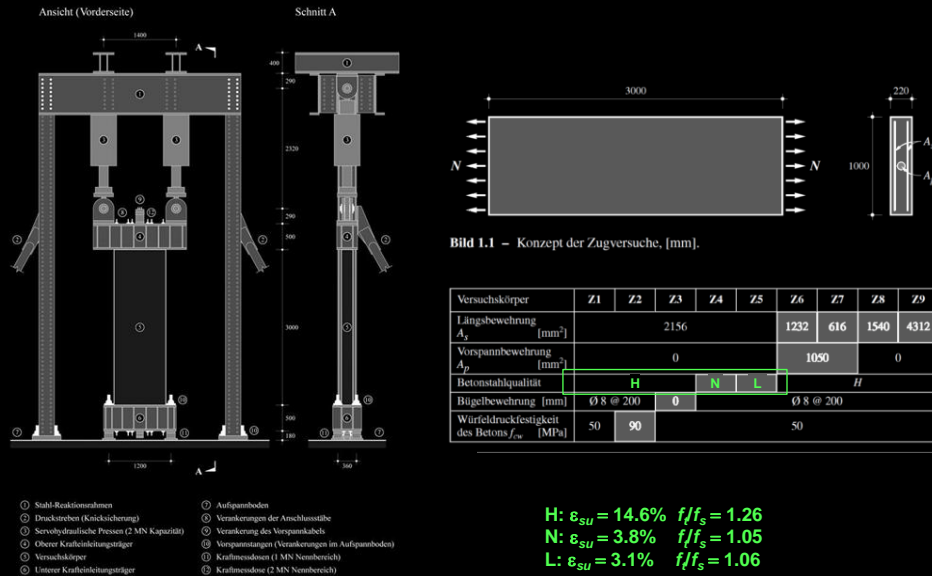 Ansicht (Vorderseite)
Schnitt A
1400
A
400
290
2320
290
500
3000
500
180
1200
A
360
① Stahl-Reaktionsrahmen
② Druckstreben (Knicksicherung)
③ Servohydraulische Pressen (2 MN Kapazität)
④ Oberer Krafteinleitungsträger
⑤ Versuchskörper
⑥ Unterer Krafteinleitungsträger
⑦ Aufspannboden
⑧ Verankerungen der Anschlussstäbe
⑨ Verankerung des Vorspannkabels
⑩ Vorspannstangen (Verankerungen im Aufspannboden)
⑪ Kraftmessdosen (1 MN Nennbereich)
⑫ Kraftmessdose (2 MN Nennbereich)
3000
220
N
N
1000
Bild 1.1 – Konzept der Zugversuche, [mm].
Versuchskörper Z1 Z2 Z3 Z4 Z5 Z6 Z7 Z8 Z9
Längsbewehrung
A_s [mm²] 2156 1232 616 1540 4312
Vorspannbewehrung
A_p [mm²] 0 1050 0
Betonstahlqualität H N L H
Bügelbewehrung [mm] Ø 8 @ 200 0 Ø 8 @ 200
Würfeldruckfestigkeit
des Betons f_cw [MPa] 50 90 50
H: ε_su = 14.6% f_t/f_s = 1.26
N: ε_su = 3.8% f_t/f_s = 1.05
L: ε_su = 3.1% f_t/f_s = 1.06